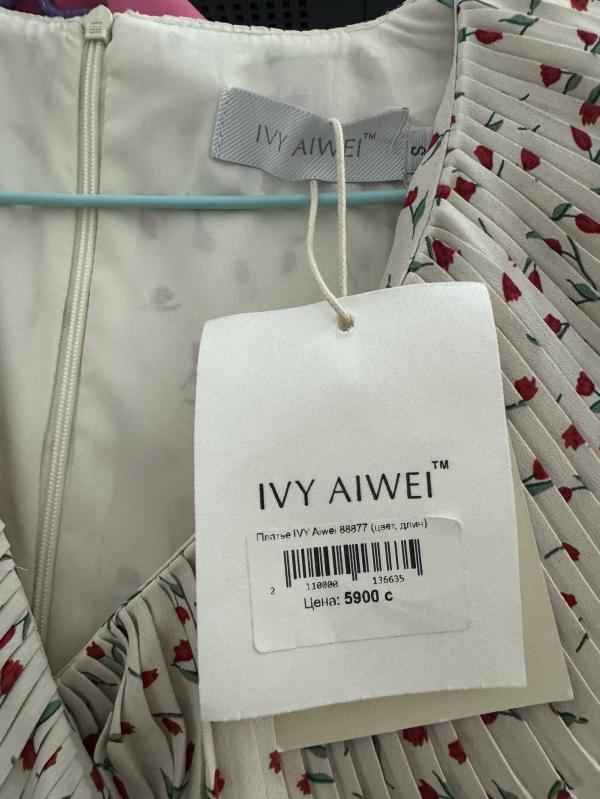 IVY AIWEI™
S
IVY AIWEI™
Платье IVY Aiwei 88877 (цвет, длин)
2 110000 136635
Цена: 5900 с